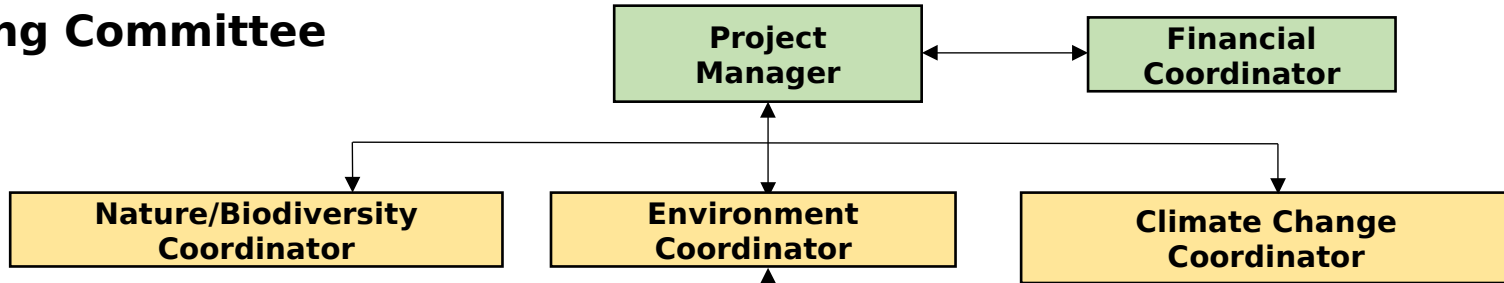 ng Committee
Project
Manager
Financial
Coordinator
Nature/Biodiversity
Coordinator
Environment
Coordinator
Climate Change
Coordinator